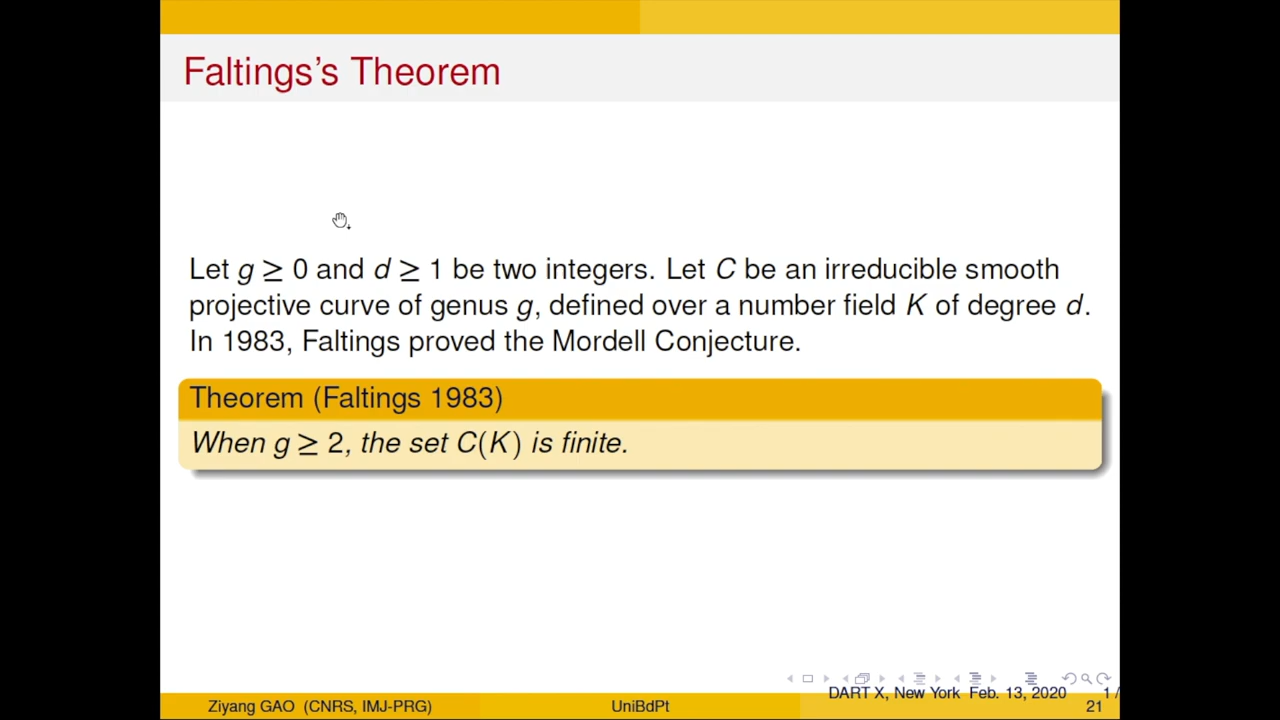 Faltings's Theorem
Let g ≥ 0 and d ≥ 1 be two integers. Let C be an irreducible smooth
projective curve of genus g, defined over a number field K of degree d.
In 1983, Faltings proved the Mordell Conjecture.
Theorem (Faltings 1983)
When g ≥ 2, the set C(K) is finite.
Ziyang GAO (CNRS, IMJ-PRG)
UniBdPt
DART X, New York Feb. 13, 2020 1 /
21